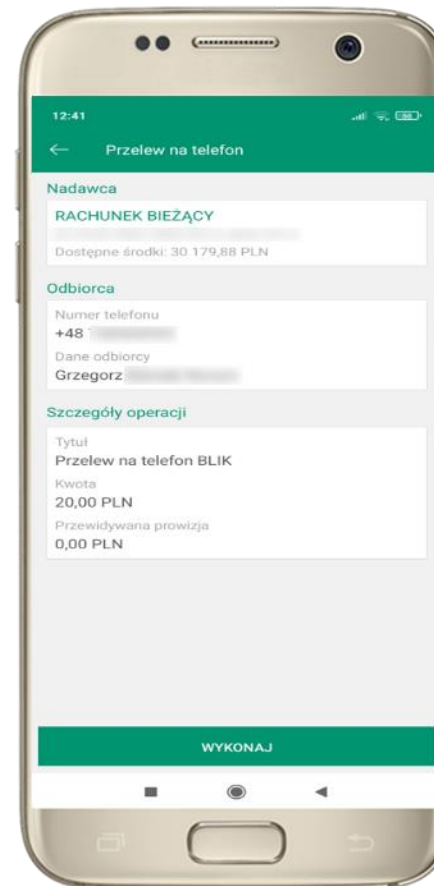 12:41
Przelew na telefon
Nadawca
RACHUNEK BIEŻĄCY
Dostępne środki: 30 179,88 PLN
Odbiorca
Numer telefonu
+48
Dane odbiorcy
Grzegorz
Szczegóły operacji
Tytuł
Przelew na telefon BLIK
Kwota
20,00 PLN
Przewidywana prowizja
0,00 PLN
WYKONAJ